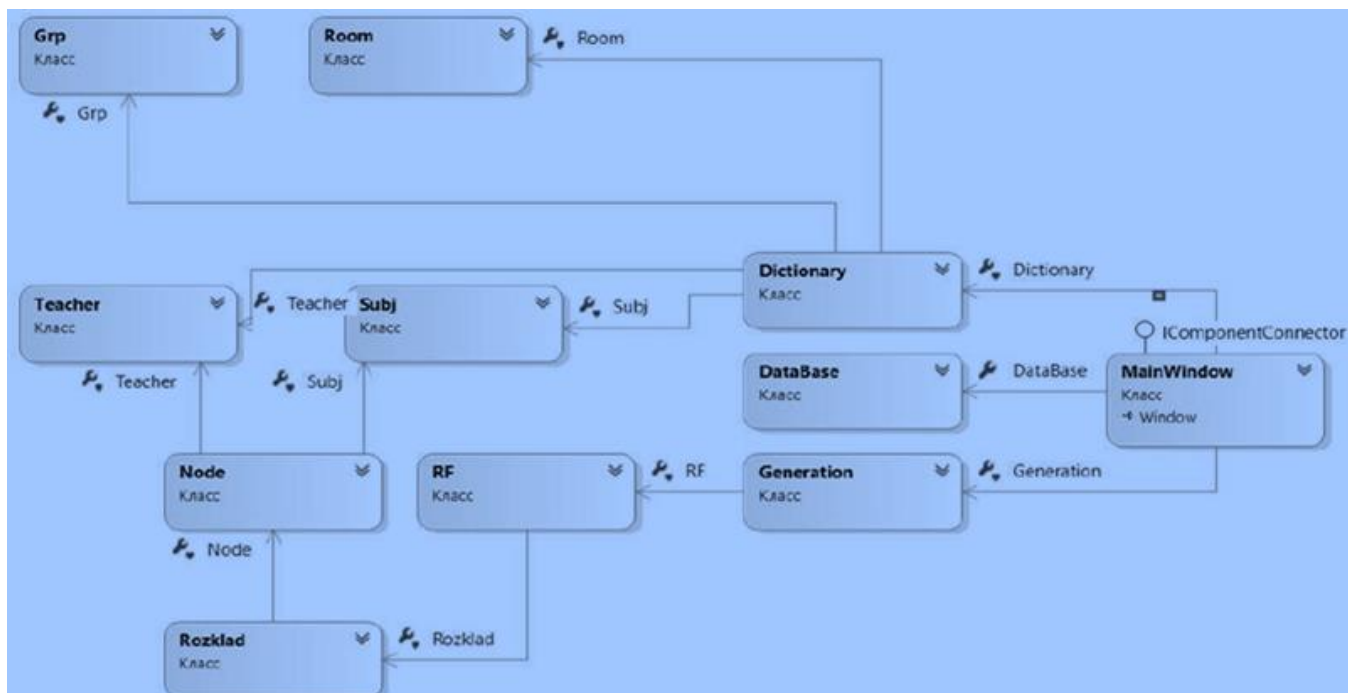 Grp
Класс
Room
Класс
Room
Grp
Dictionary
Класс
Dictionary
Teacher
Класс
Teacher
Subj
Класс
Subj
IComponentConnector
DataBase
Класс
DataBase
MainWindow
Класс
Window
Teacher
Subj
Node
Класс
RF
Класс
RF
Generation
Класс
Generation
Node
Rozklad
Класс
Rozklad